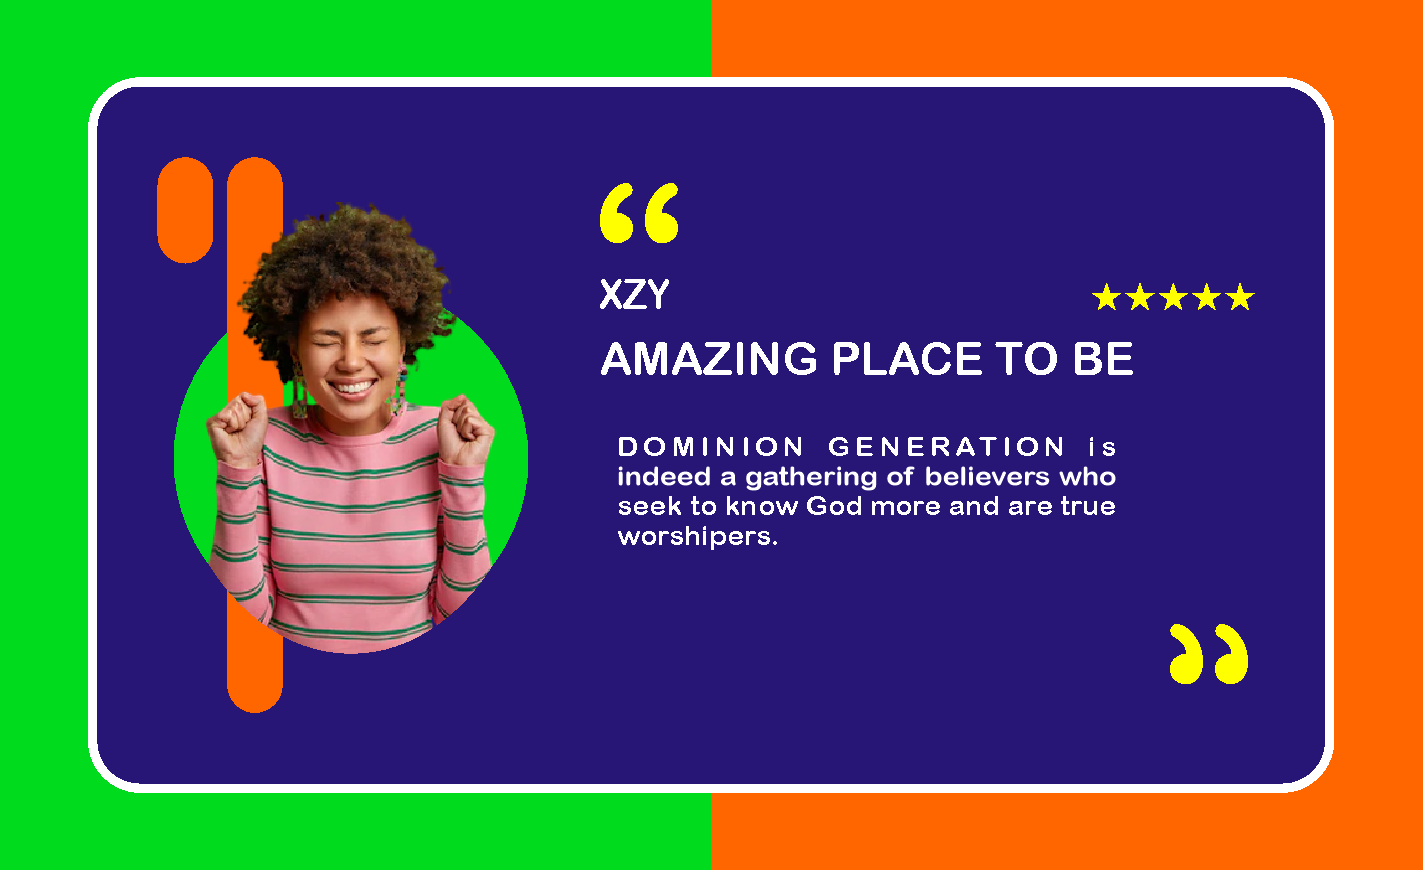 “
XZY ★★★★★
AMAZING PLACE TO BE
DOMINION GENERATION is
indeed a gathering of believers who
seek to know God more and are true
worshipers.
”